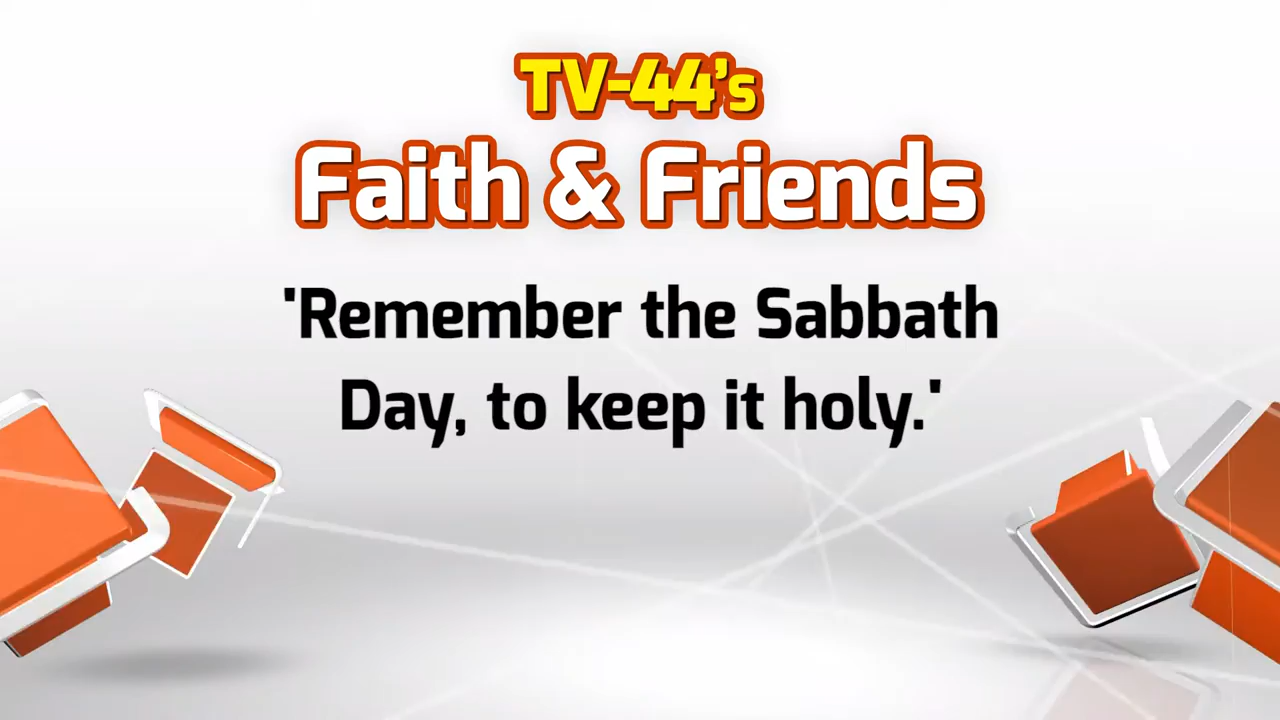 TV-44’s
Faith & Friends
'Remember the Sabbath
Day, to keep it holy.'